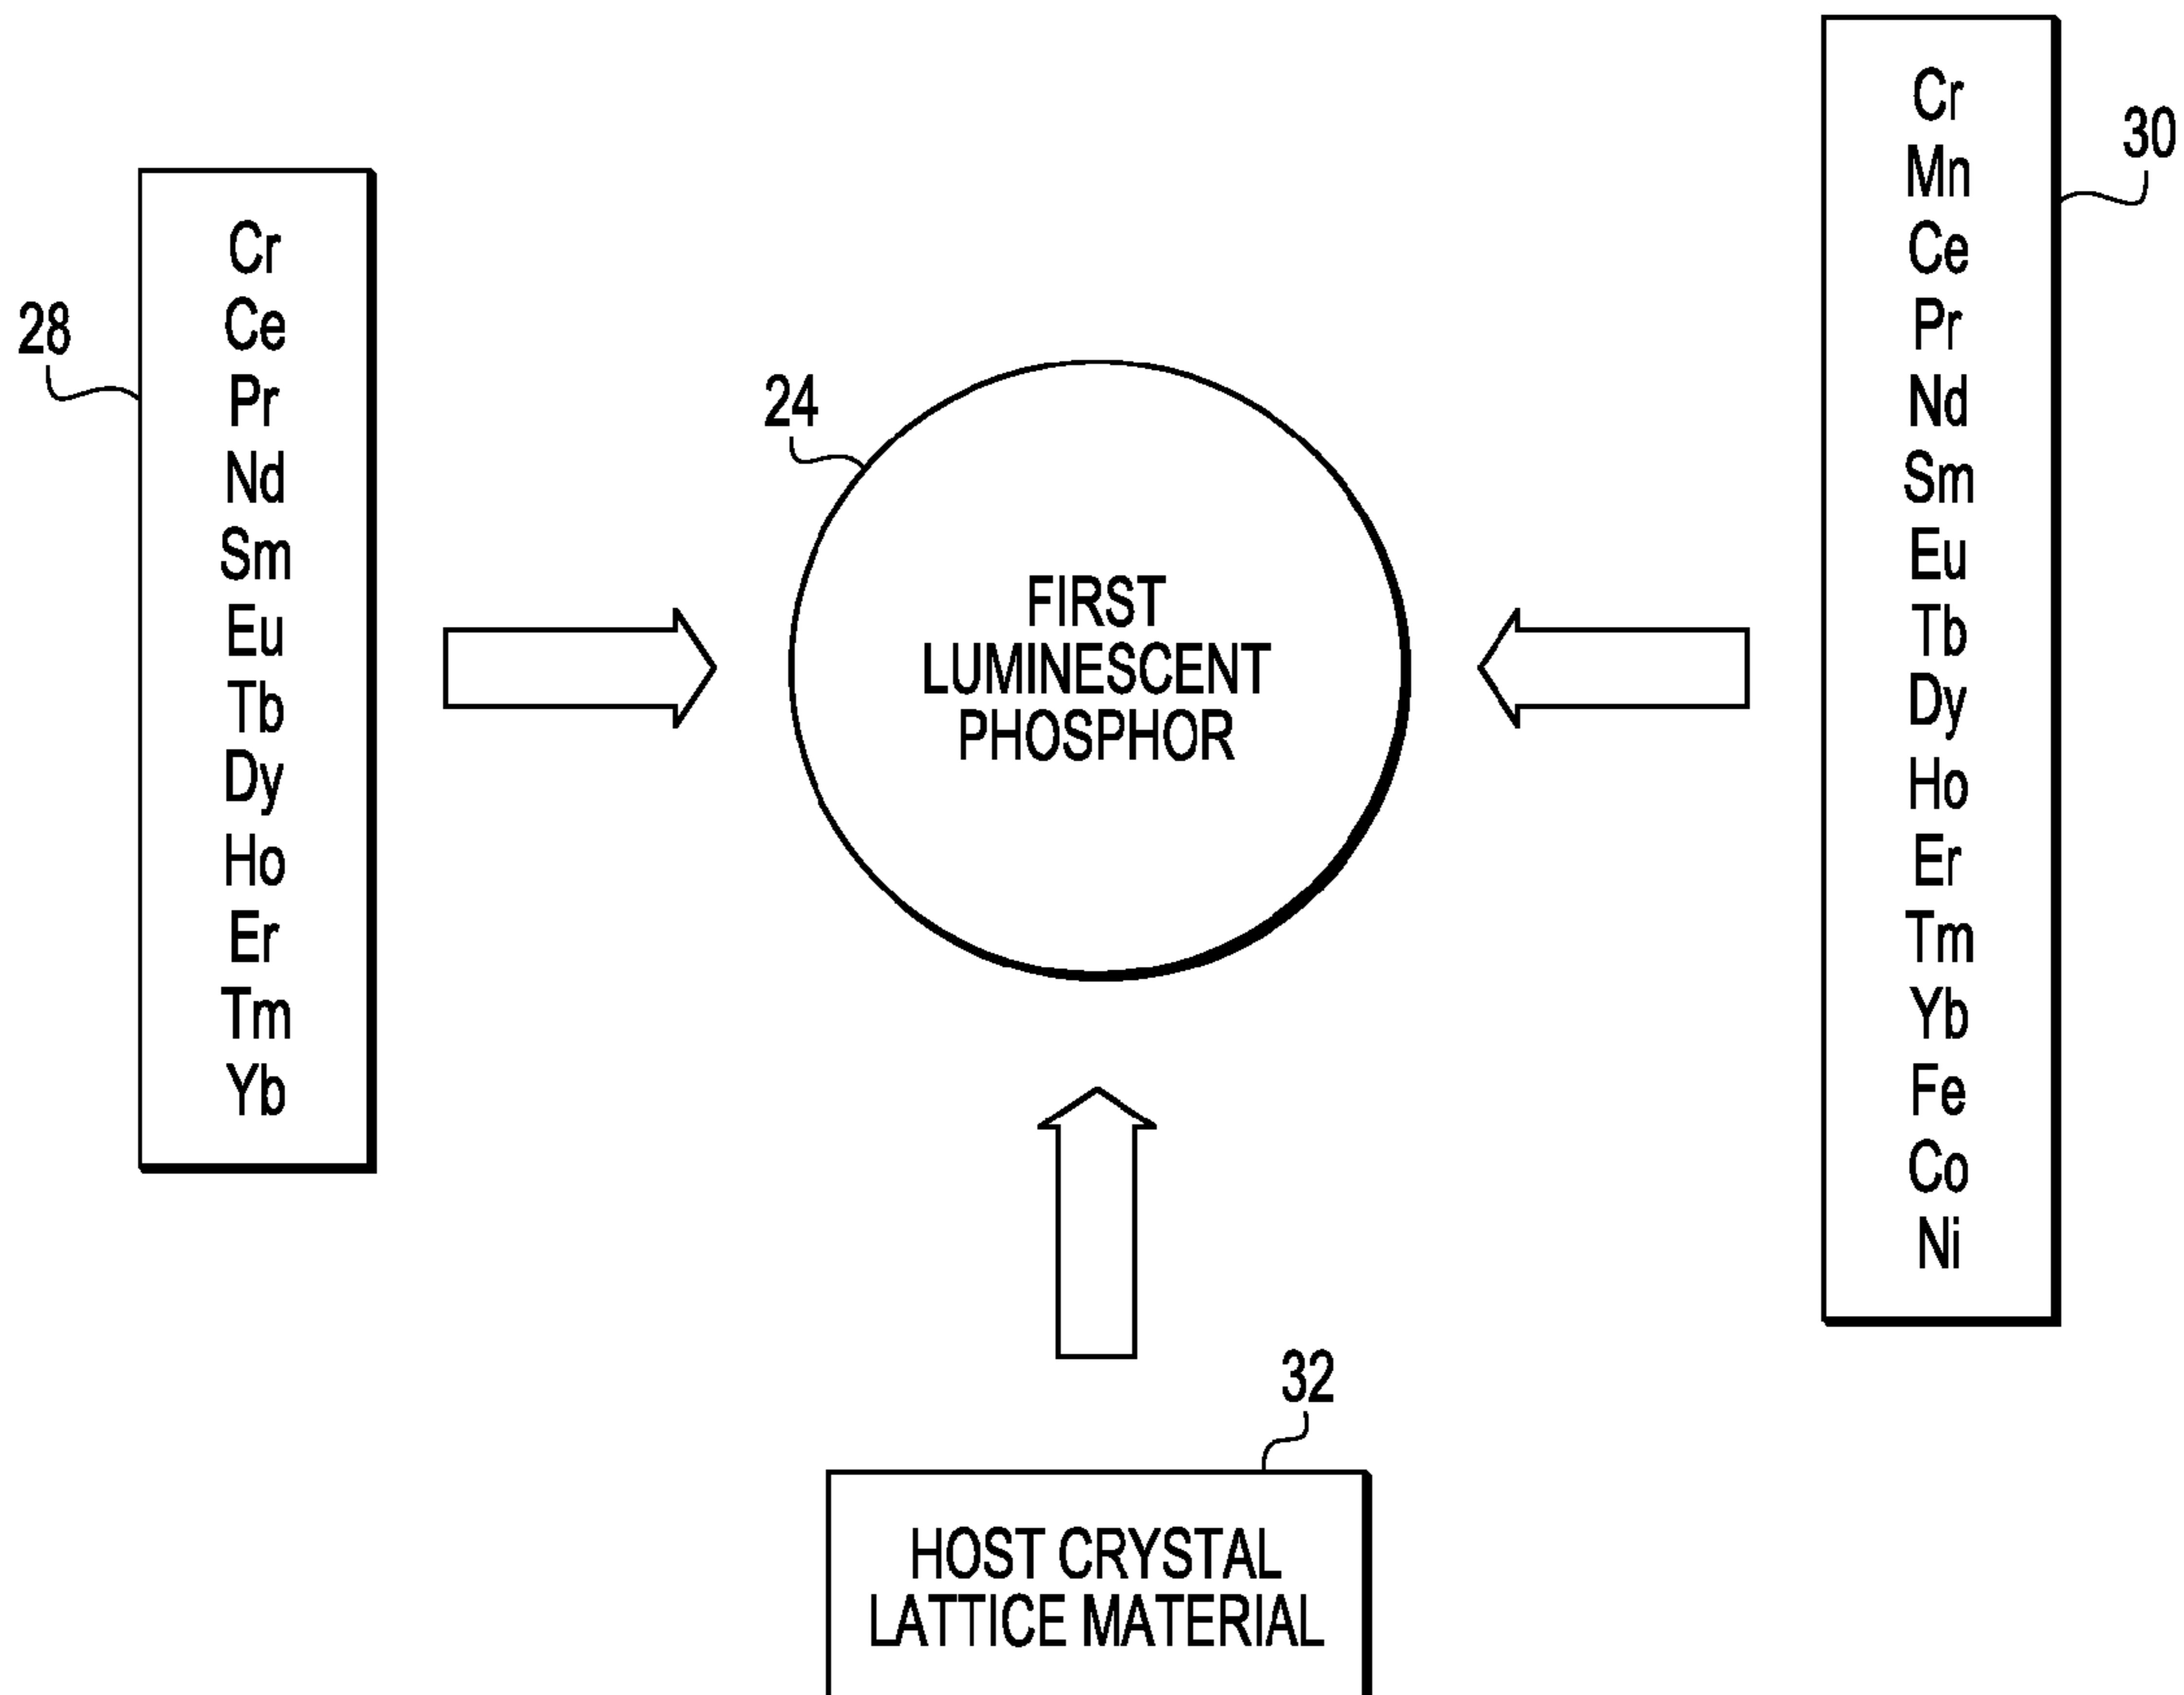 28
Cr
Ce
Pr
Nd
Sm
Eu
Tb
Dy
Ho
Er
Tm
Yb
24
FIRST
LUMINESCENT
PHOSPHOR
30
Cr
Mn
Ce
Pr
Nd
Sm
Eu
Tb
Dy
Ho
Er
Tm
Yb
Fe
Co
Ni
32
HOST CRYSTAL
LATTICE MATERIAL